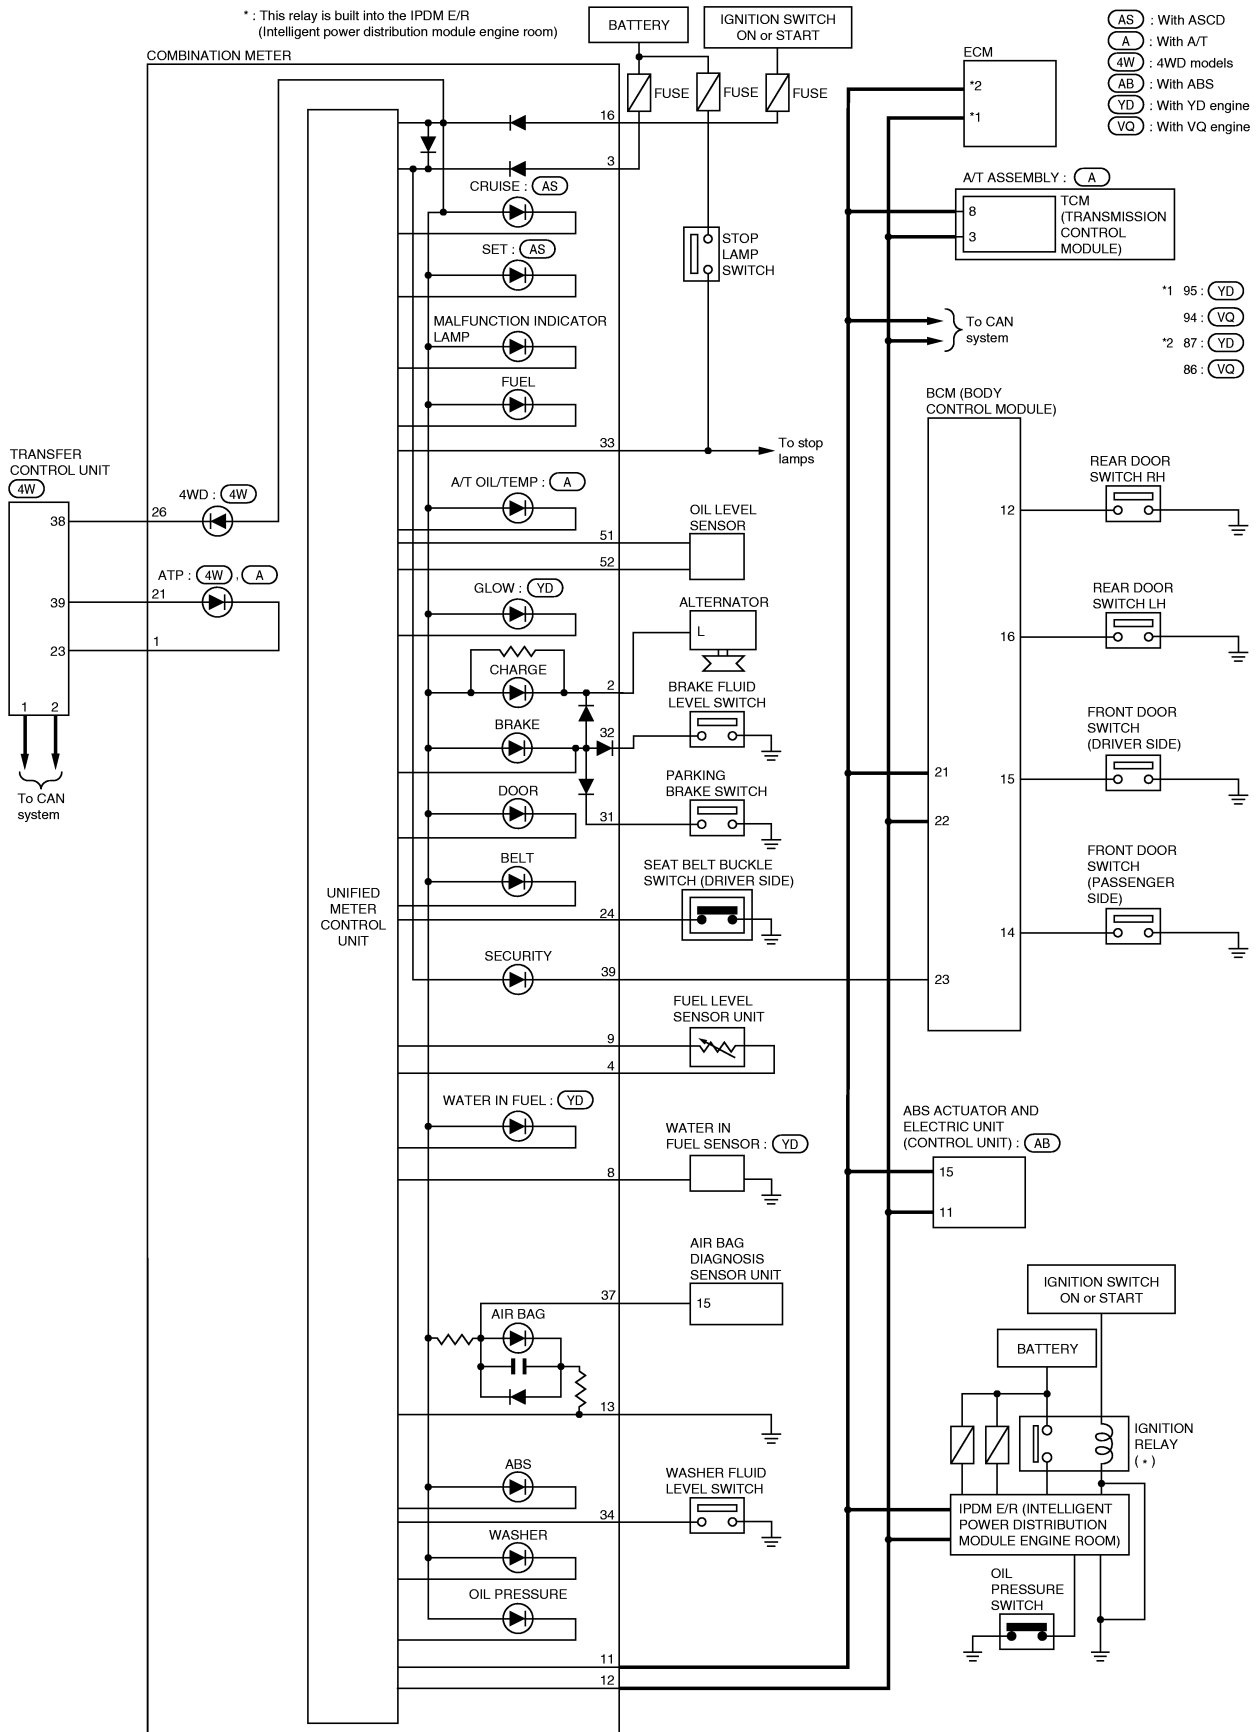 * : This relay is built into the IPDM E/R
(Intelligent power distribution module engine room)
BATTERY
IGNITION SWITCH
ON or START
AS : With ASCD
A : With A/T
4W : 4WD models
AB : With ABS
YD : With YD engine
VQ : With VQ engine
COMBINATION METER
FUSE
FUSE
FUSE
ECM
*2
*1
16
3
CRUISE : AS
A/T ASSEMBLY : A
8
3
TCM
(TRANSMISSION
CONTROL
MODULE)
SET : AS
STOP
LAMP
SWITCH
*1 95 : YD
94 : VQ
*2 87 : YD
86 : VQ
To CAN
system
MALFUNCTION INDICATOR
LAMP
FUEL
33
To stop
lamps
BCM (BODY
CONTROL MODULE)
TRANSFER
CONTROL UNIT
4W
38
39
23
1 2
To CAN
system
4WD : 4W
26
ATP : 4W , A
21
1
A/T OIL/TEMP : A
51
52
OIL LEVEL
SENSOR
REAR DOOR
SWITCH RH
12
GLOW : YD
ALTERNATOR
L
REAR DOOR
SWITCH LH
16
CHARGE
2
BRAKE FLUID
LEVEL SWITCH
BRAKE
32
FRONT DOOR
SWITCH
(DRIVER SIDE)
21
15
PARKING
BRAKE SWITCH
DOOR
31
22
SEAT BELT BUCKLE
SWITCH (DRIVER SIDE)
BELT
24
FRONT DOOR
SWITCH
(PASSENGER
SIDE)
14
UNIFIED
METER
CONTROL
UNIT
SECURITY
39
23
FUEL LEVEL
SENSOR UNIT
9
4
WATER IN FUEL : YD
WATER IN
FUEL SENSOR : YD
8
ABS ACTUATOR AND
ELECTRIC UNIT
(CONTROL UNIT) : AB
15
11
AIR BAG
DIAGNOSIS
SENSOR UNIT
37
15
AIR BAG
13
IGNITION SWITCH
ON or START
BATTERY
IGNITION
RELAY
( * )
ABS
WASHER FLUID
LEVEL SWITCH
34
WASHER
IPDM E/R (INTELLIGENT
POWER DISTRIBUTION
MODULE ENGINE ROOM)
OIL PRESSURE
OIL
PRESSURE
SWITCH
11
12